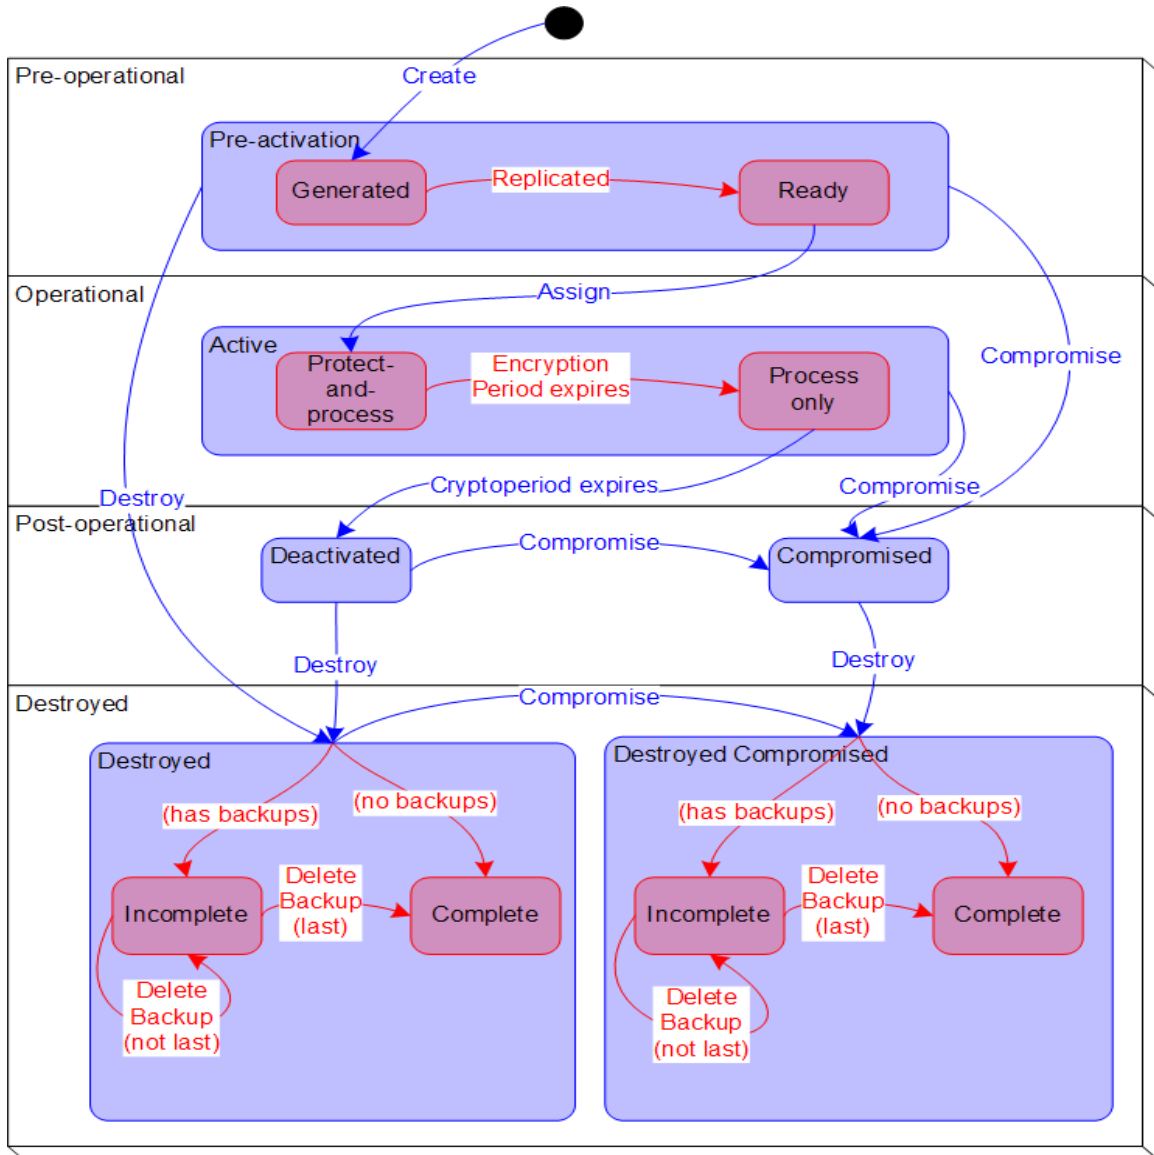 Pre-operational
Create
Pre-activation
Generated
Replicated
Ready
Operational
Assign
Active
Protect-
and-
process
Encryption
Period expires
Process
only
Compromise
Cryptoperiod expires
Compromise
Destroy
Post-operational
Deactivated
Compromise
Compromised
Destroy
Destroy
Destroyed
Compromise
Destroyed
(has backups)
(no backups)
Incomplete
Delete
Backup
(last)
Complete
Delete
Backup
(not last)
Destroyed Compromised
(has backups)
(no backups)
Incomplete
Delete
Backup
(last)
Complete
Delete
Backup
(not last)